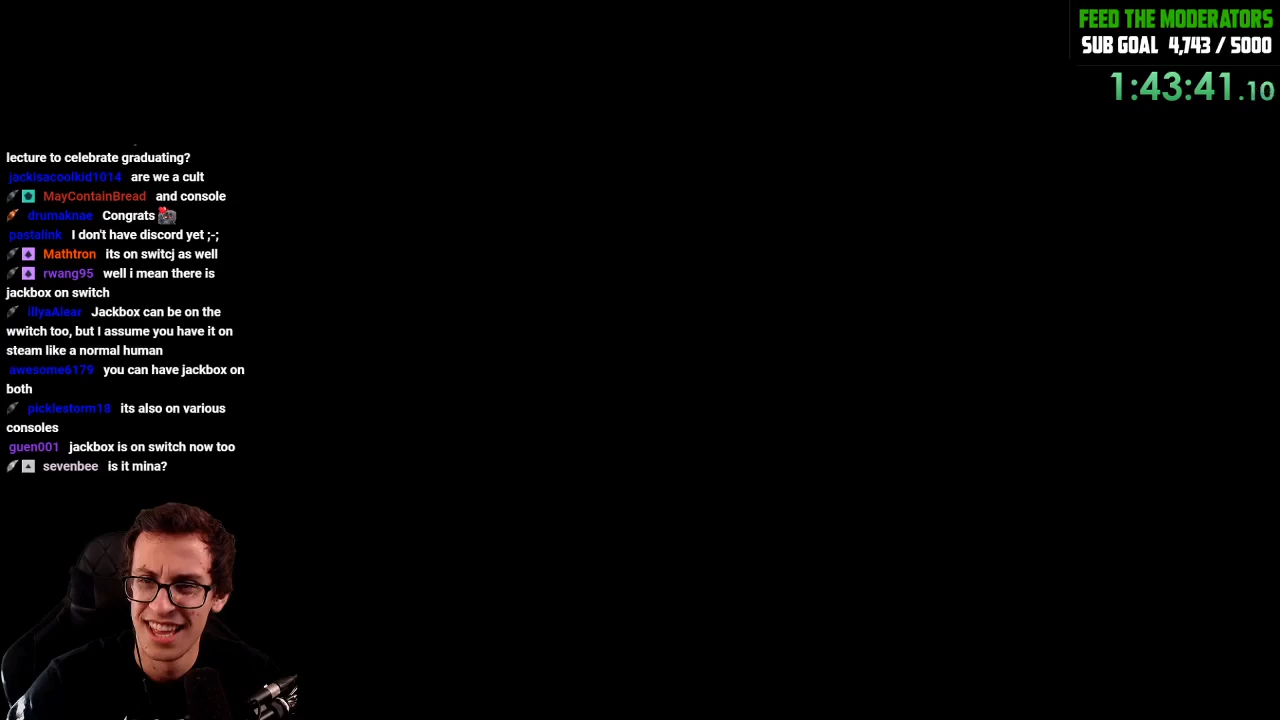 FEED THE MODERATORS
SUB GOAL 4,743 / 5000
1:43:41.10
lecture to celebrate graduating?
jackisacoolkid1014 are we a cult
MayContainBread and console
drumaknae Congrats
pastalink I don't have discord yet ;-;
Mathtron its on switcj as well
rwang95 well i mean there is
jackbox on switch
illyaAlear Jackbox can be on the
wwitch too, but I assume you have it on
steam like a normal human
awesome6179 you can have jackbox on
both
picklestorm18 its also on various
consoles
guen001 jackbox is on switch now too
sevenbee is it mina?